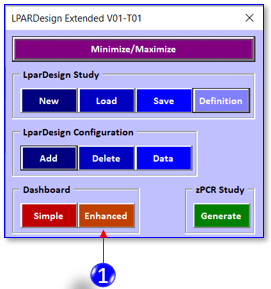 LPARDesign Extended V01-T01
Minimize/Maximize
LparDesign Study
New Load Save Definition
LparDesign Configuration
Add Delete Data
Dashboard zPCR Study
Simple Enhanced Generate
1